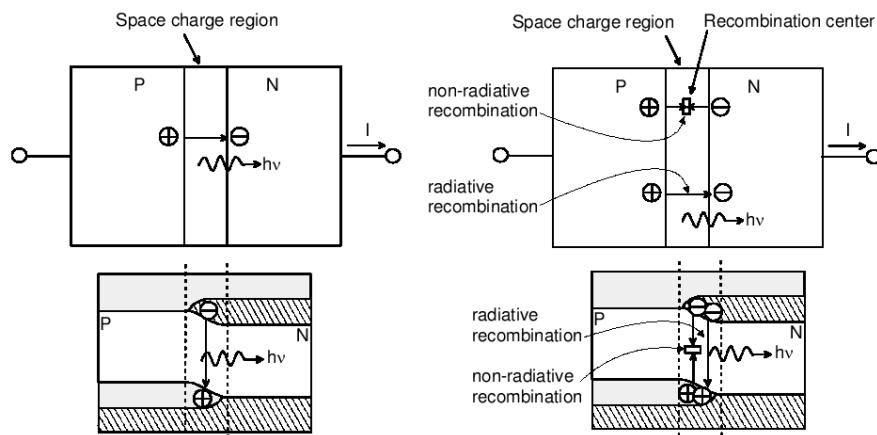 Space charge region
P
N
I
hν
P
N
hν
Space charge region
Recombination center
non-radiative
recombination
P
N
I
radiative
recombination
hν
radiative
recombination
P
N
hν
non-radiative
recombination